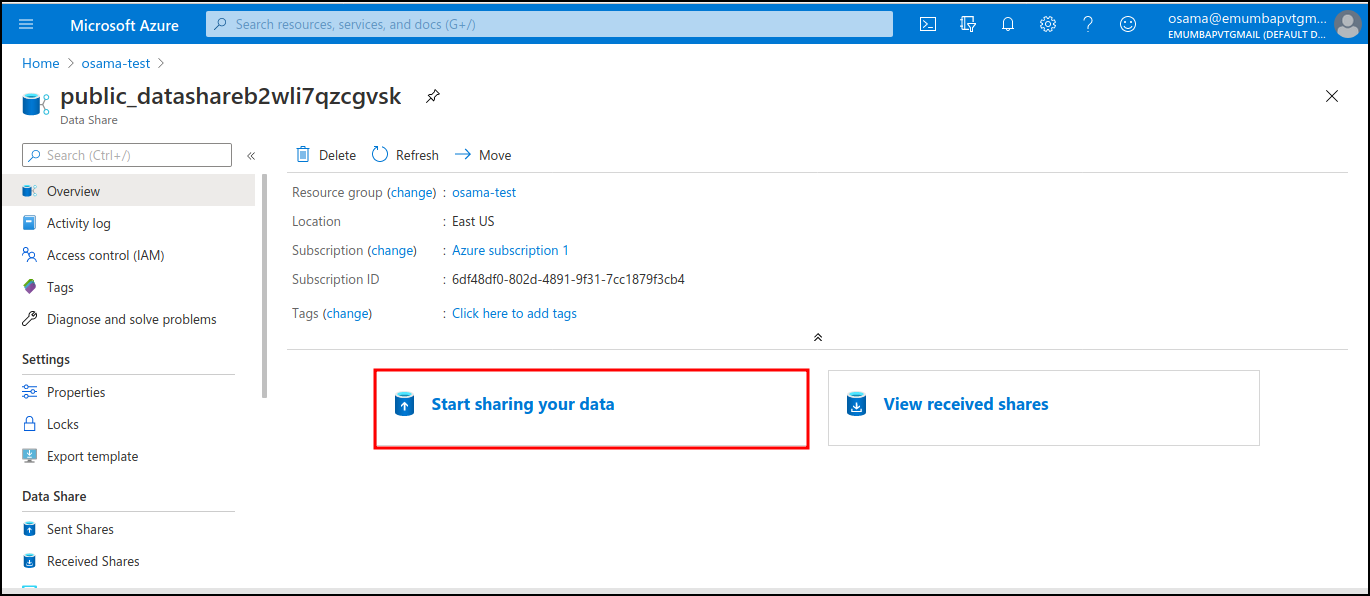 Microsoft Azure
Search resources, services, and docs (G+/)
osama@emumbapvtgm...
EMUMBAPVTGMAIL (DEFAULT D...
Home > osama-test >
public_datashareb2wli7qzcgvsk
Data Share
Search (Ctrl+/)
«
Delete Refresh Move
Overview
Activity log
Access control (IAM)
Tags
Diagnose and solve problems
Settings
Properties
Locks
Export template
Data Share
Sent Shares
Received Shares
Resource group (change) : osama-test
Location : East US
Subscription (change) : Azure subscription 1
Subscription ID : 6df48df0-802d-4891-9f31-7cc1879f3cb4
Tags (change) : Click here to add tags
Start sharing your data
View received shares